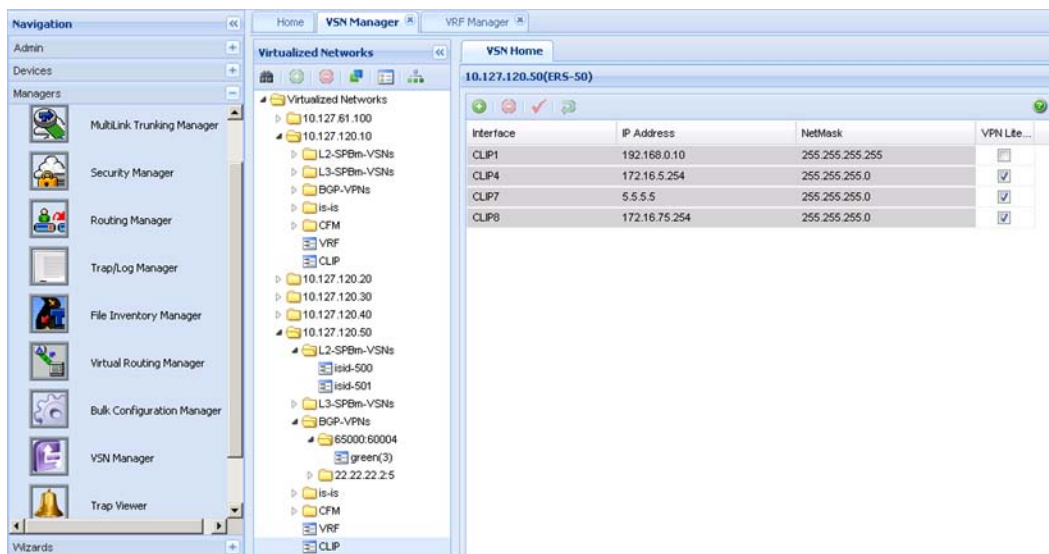 Navigation
Admin
Devices
Managers
MultiLink Trunking Manager
Security Manager
Routing Manager
Trap/Log Manager
File Inventory Manager
Virtual Routing Manager
Bulk Configuration Manager
VSN Manager
Trap Viewer
Wizards
Home
VSN Manager
VRF Manager
Virtualized Networks
Virtualized Networks
10.127.61.100
10.127.120.10
L2-SPBm-VSNs
L3-SPBm-VSNs
BGP-VPNs
is-is
CFM
VRF
CLIP
10.127.120.20
10.127.120.30
10.127.120.40
10.127.120.50
L2-SPBm-VSNs
isid-500
isid-501
L3-SPBm-VSNs
BGP-VPNs
65000:60004
green(3)
22.22.22.2:5
is-is
CFM
VRF
CLIP
VSN Home
10.127.120.50(ERS-50)
Interface IP Address NetMask VPN Lite...
CLIP1 192.168.0.10 255.255.255.255
CLIP4 172.16.5.254 255.255.255.0
CLIP7 5.5.5.5 255.255.255.0
CLIP8 172.16.75.254 255.255.255.0